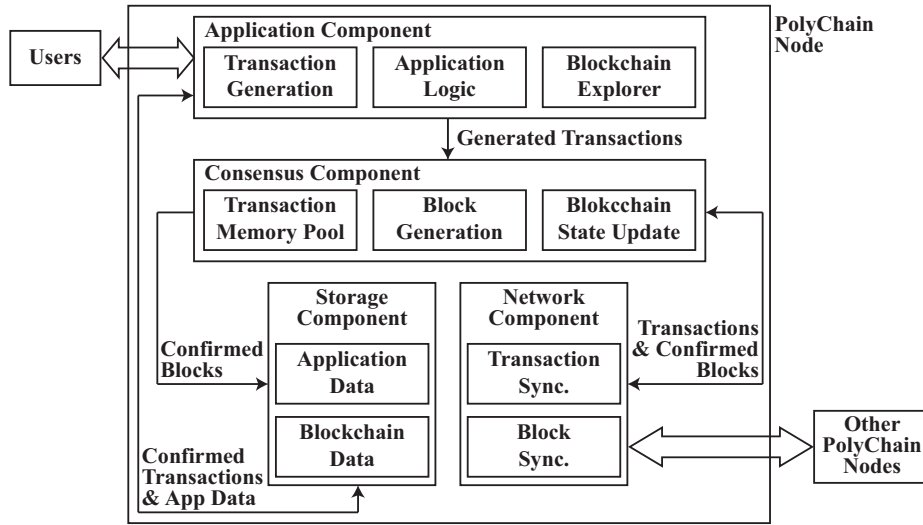 PolyChain
Node
Users
Application Component
Transaction
Generation
Application
Logic
Blockchain
Explorer
Generated Transactions
Consensus Component
Transaction
Memory Pool
Block
Generation
Blokcchain
State Update
Storage
Component
Application
Data
Blockchain
Data
Network
Component
Transaction
Sync.
Block
Sync.
Confirmed
Blocks
Transactions
& Confirmed
Blocks
Confirmed
Transactions
& App Data
Other
PolyChain
Nodes